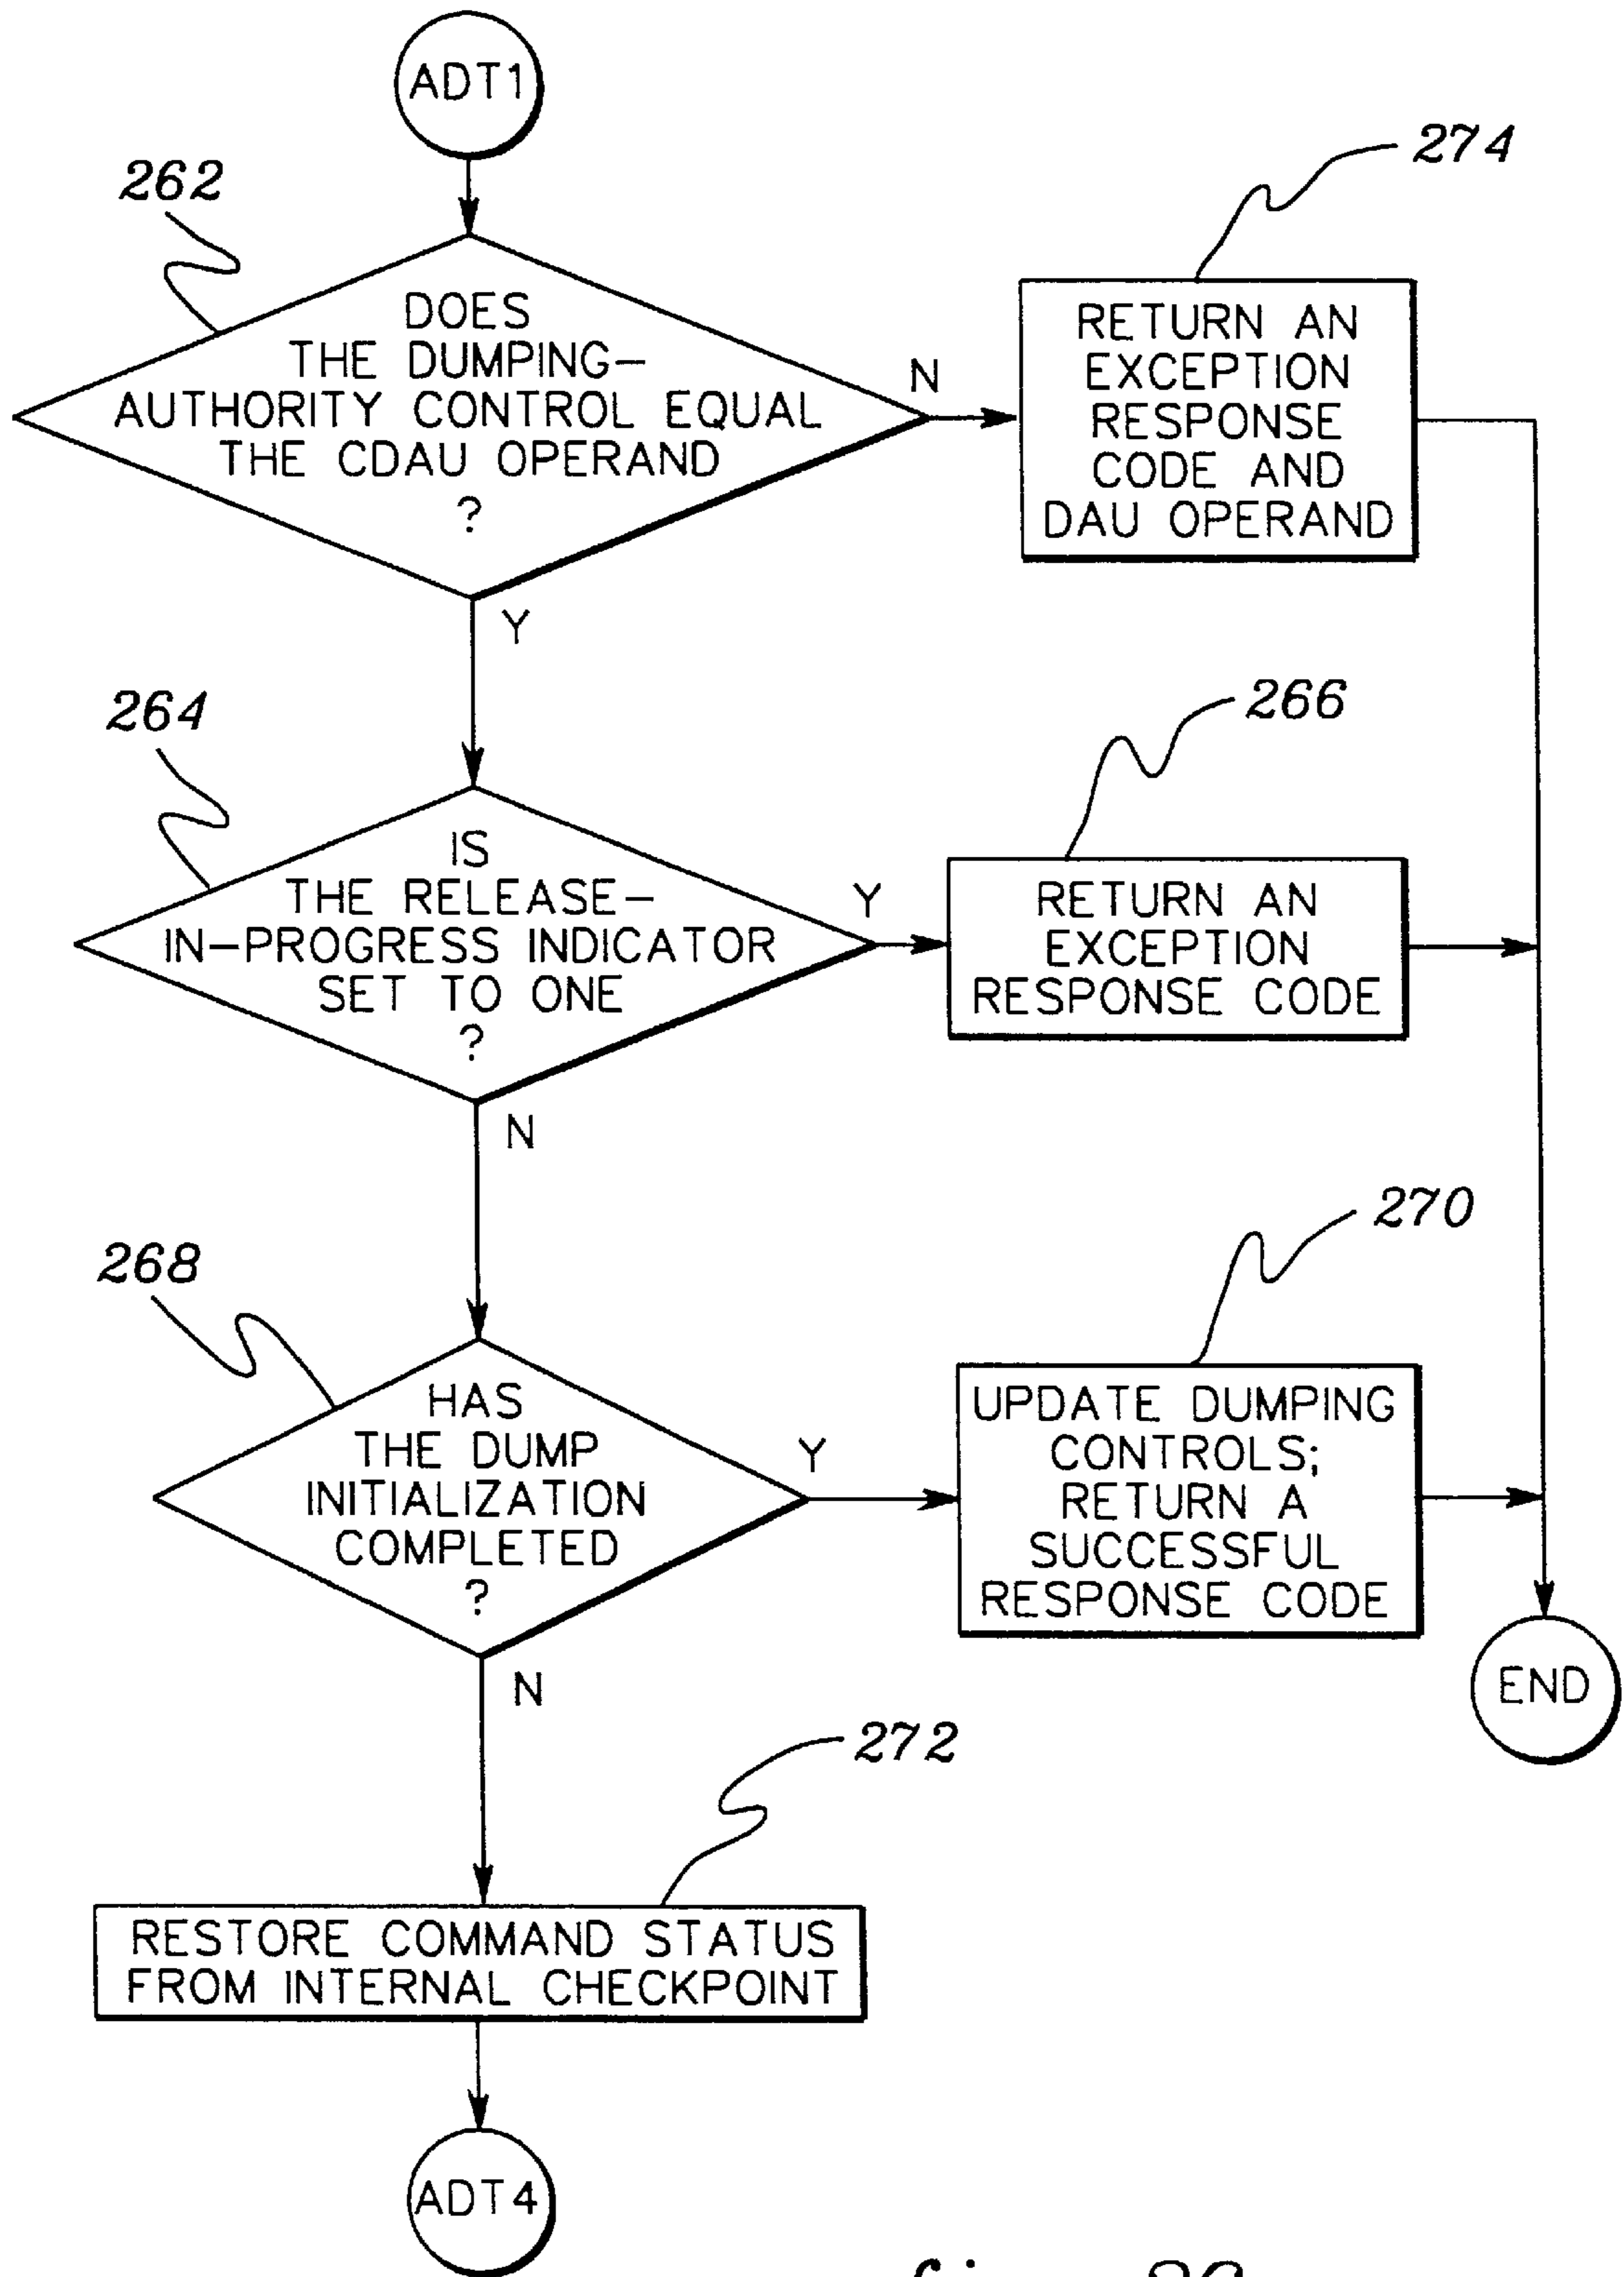 ADT1
262
DOES
THE DUMPING-
AUTHORITY CONTROL EQUAL
THE CDAU OPERAND
?
N
274
RETURN AN
EXCEPTION
RESPONSE
CODE AND
DAU OPERAND
Y
264
IS
THE RELEASE-
IN-PROGRESS INDICATOR
SET TO ONE
?
Y
266
RETURN AN
EXCEPTION
RESPONSE CODE
N
268
HAS
THE DUMP
INITIALIZATION
COMPLETED
?
Y
270
UPDATE DUMPING
CONTROLS;
RETURN A
SUCCESSFUL
RESPONSE CODE
END
N
272
RESTORE COMMAND STATUS
FROM INTERNAL CHECKPOINT
ADT4